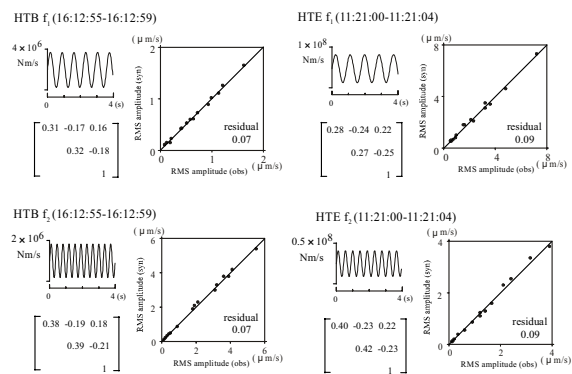 HTB f1 (16:12:55-16:12:59)
4 × 10^6
Nm/s
0 4 (s)
0.31 -0.17 0.16
0.32 -0.18
1
(μm/s)
RMS amplitude (syn)
2
1
0
0 1 2
residual
0.07
RMS amplitude (obs) (μm/s)
HTE f1 (11:21:00-11:21:04)
1 × 10^8
Nm/s
0 4 (s)
0.28 -0.24 0.22
0.27 -0.25
1
(μm/s)
RMS amplitude (syn)
8
4
0
0 4 8
residual
0.09
RMS amplitude (obs) (μm/s)
HTB f2 (16:12:55-16:12:59)
2 × 10^6
Nm/s
0 4 (s)
0.38 -0.19 0.18
0.39 -0.21
1
(μm/s)
RMS amplitude (syn)
6
4
2
0
0 2 4 6
residual
0.07
RMS amplitude (obs) (μm/s)
HTE f2 (11:21:00-11:21:04)
0.5 × 10^8
Nm/s
0 4 (s)
0.40 -0.23 0.22
0.42 -0.23
1
(μm/s)
RMS amplitude (syn)
4
2
0
0 2 4
residual
0.09
RMS amplitude (obs) (μm/s)